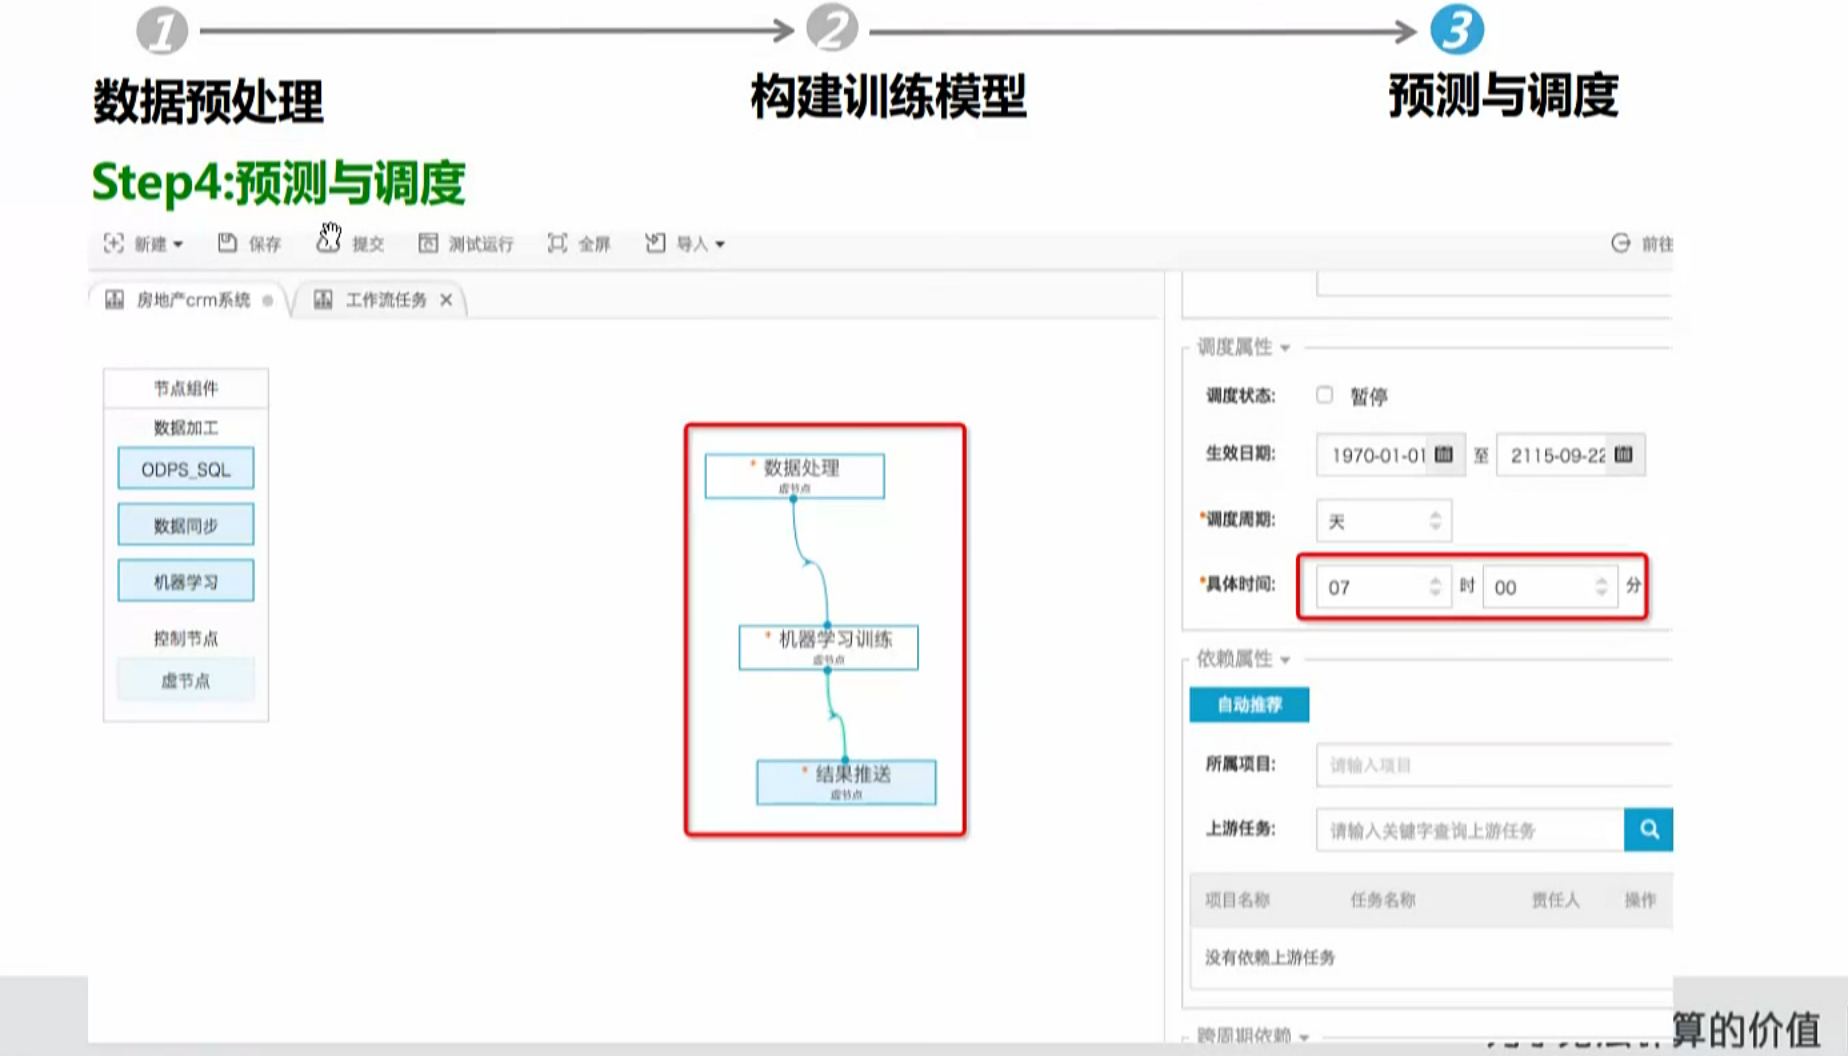 1 2 3
数据预处理 构建训练模型 预测与调度
Step4:预测与调度
新建 保存 提交 测试运行 全屏 导入 前往
房地产crm系统 工作流任务
节点组件
数据加工
ODPS_SQL
数据同步
机器学习
控制节点
虚节点
* 数据处理
虚节点
* 机器学习训练
虚节点
* 结果推送
虚节点
调度属性
调度状态: 暂停
生效日期: 1970-01-01 至 2115-09-22
*调度周期: 天
*具体时间: 07 时 00 分
依赖属性
自动推荐
所属项目: 请输入项目
上游任务: 请输入关键字查询上游任务
项目名称 任务名称 责任人 操作
没有依赖上游任务
跨周期依赖
算的价值